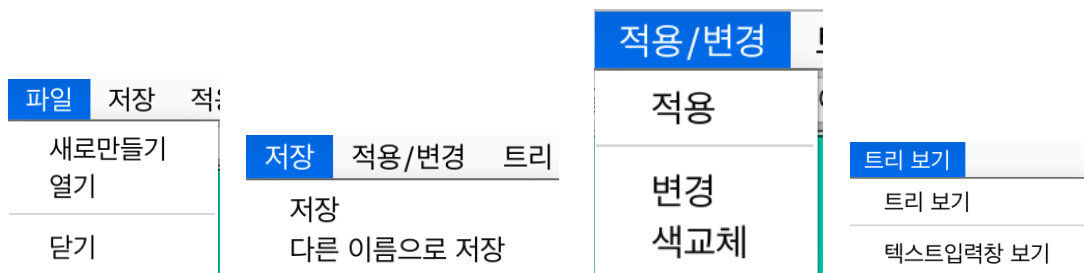 파일 저장
새로만들기
열기
닫기
저장 적용/변경 트리
저장
다른 이름으로 저장
적용/변경
적용
변경
색교체
트리 보기
트리 보기
텍스트입력창 보기